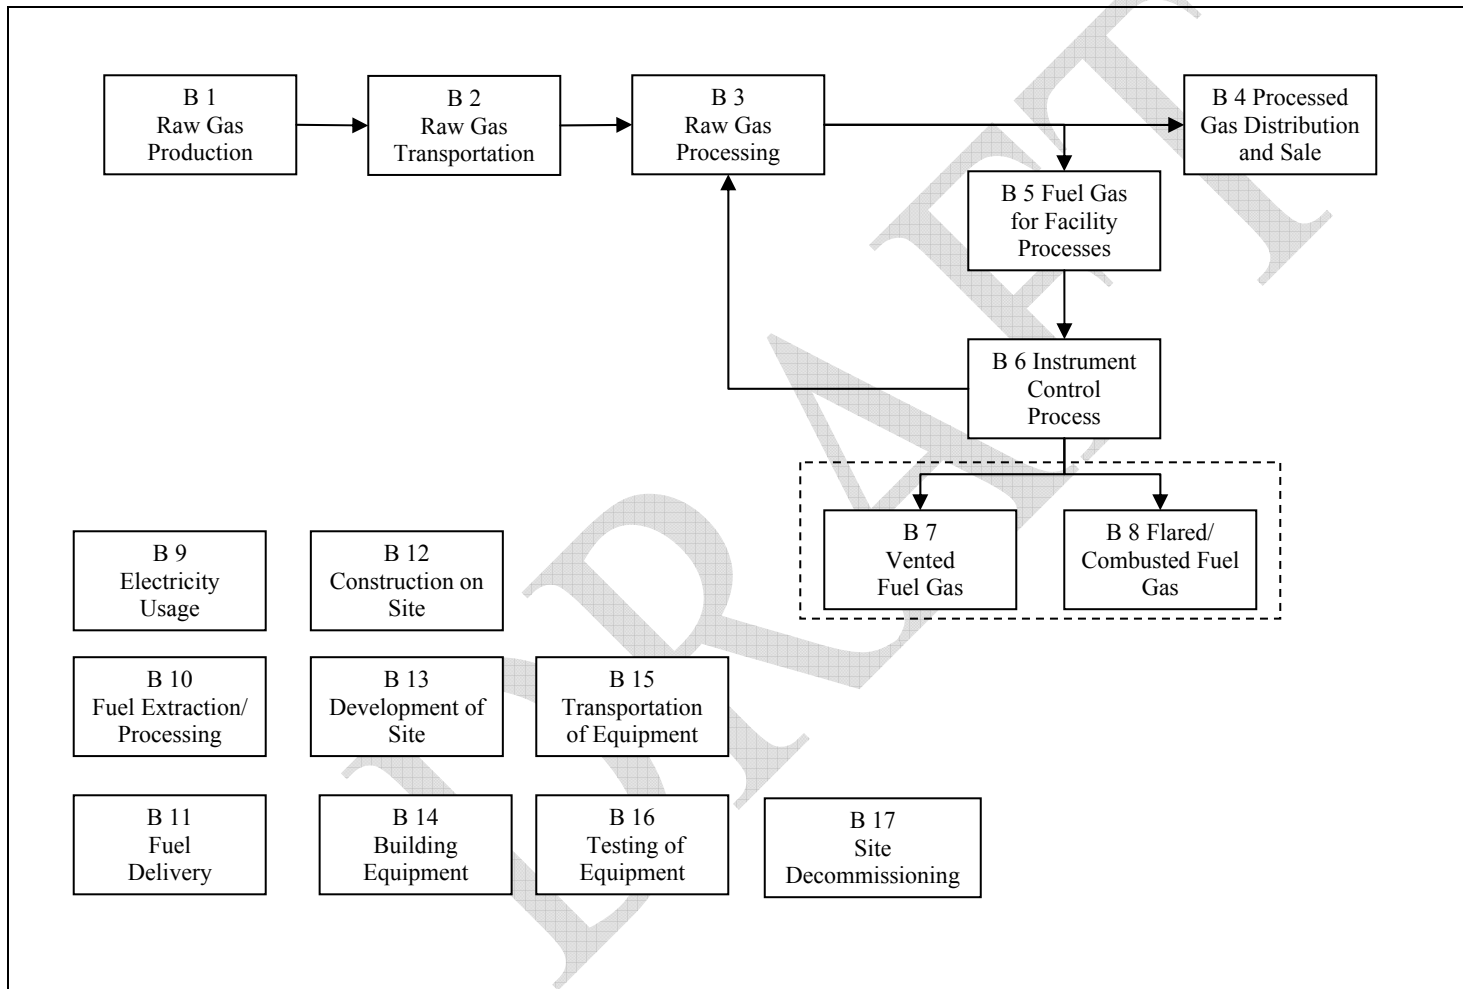 B 1
Raw Gas
Production
B 2
Raw Gas
Transportation
B 3
Raw Gas
Processing
B 4 Processed
Gas Distribution
and Sale
B 5 Fuel Gas
for Facility
Processes
B 6 Instrument
Control
Process
B 7
Vented
Fuel Gas
B 8 Flared/
Combusted Fuel
Gas
B 9
Electricity
Usage
B 12
Construction on
Site
B 10
Fuel Extraction/
Processing
B 13
Development of
Site
B 15
Transportation
of Equipment
B 11
Fuel
Delivery
B 14
Building
Equipment
B 16
Testing of
Equipment
B 17
Site
Decommissioning
DRAFT